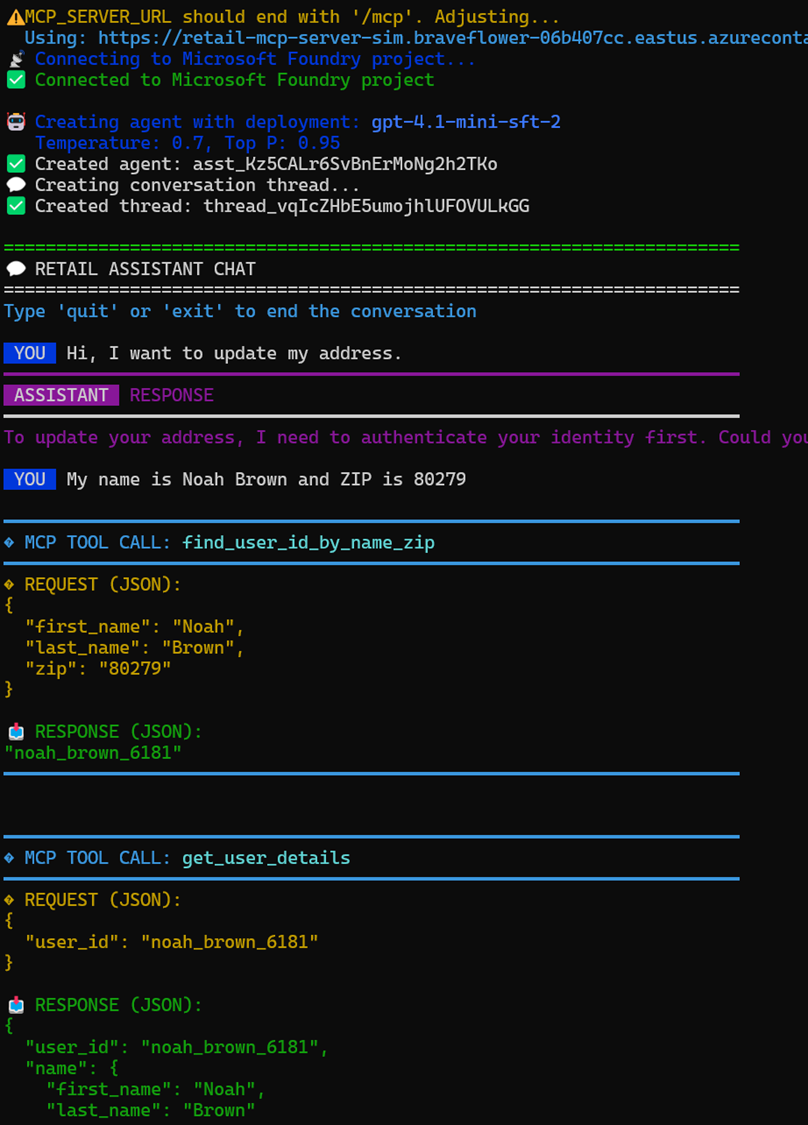 ⚠️MCP_SERVER_URL should end with '/mcp'. Adjusting...
Using: https://retail-mcp-server-sim.braveflower-06b407cc.eastus.azureconta
Connecting to Microsoft Foundry project...
✅ Connected to Microsoft Foundry project
Creating agent with deployment: gpt-4.1-mini-sft-2
Temperature: 0.7, Top P: 0.95
✅ Created agent: asst_Kz5CALr6SvBnErMoNg2h2TKo
💬 Creating conversation thread...
✅ Created thread: thread_vqIcZHbE5umojhlUFOVULkGG
======================================================================
💬 RETAIL ASSISTANT CHAT
======================================================================
Type 'quit' or 'exit' to end the conversation
YOU Hi, I want to update my address.
ASSISTANT RESPONSE
To update your address, I need to authenticate your identity first. Could you
YOU My name is Noah Brown and ZIP is 80279
� MCP TOOL CALL: find_user_id_by_name_zip
� REQUEST (JSON):
{
"first_name": "Noah",
"last_name": "Brown",
"zip": "80279"
}
📩 RESPONSE (JSON):
"noah_brown_6181"
� MCP TOOL CALL: get_user_details
� REQUEST (JSON):
{
"user_id": "noah_brown_6181"
}
📩 RESPONSE (JSON):
{
"user_id": "noah_brown_6181",
"name": {
"first_name": "Noah",
"last_name": "Brown"